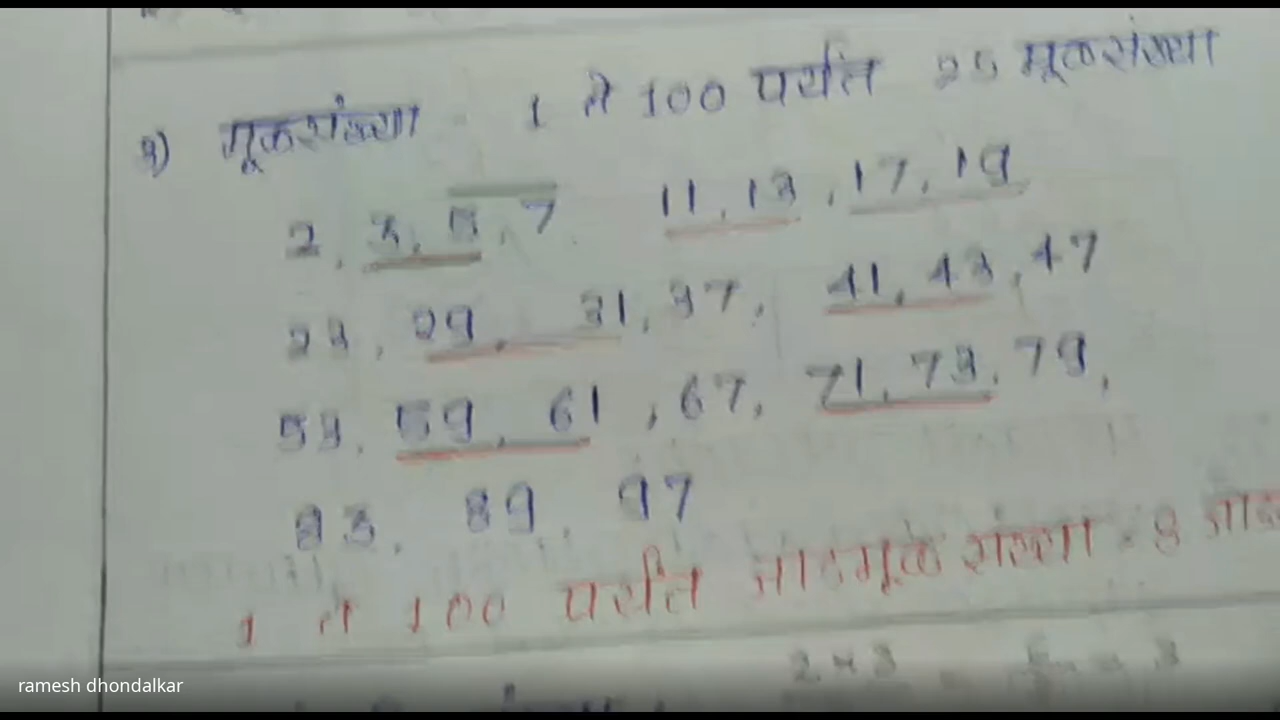 मूळसंख्या 1 ते 100 पर्यंत 25 मूळसंख्या
2, 3, 5, 7 11, 13, 17, 19
23, 29, 31, 37, 41, 43, 47
53, 59, 61, 67, 71, 73, 79,
83, 89, 97
1 ते 100 पर्यंत जोडमूळ संख्या - 8
ramesh dhondalkar